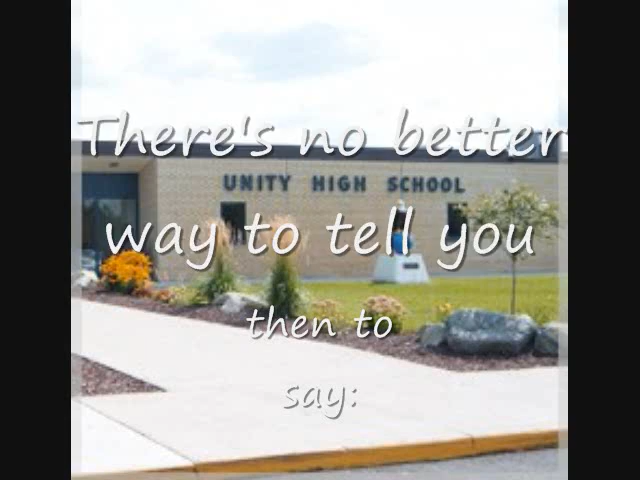 There's no better
UNITY HIGH SCHOOL
way to tell you
then to
say: